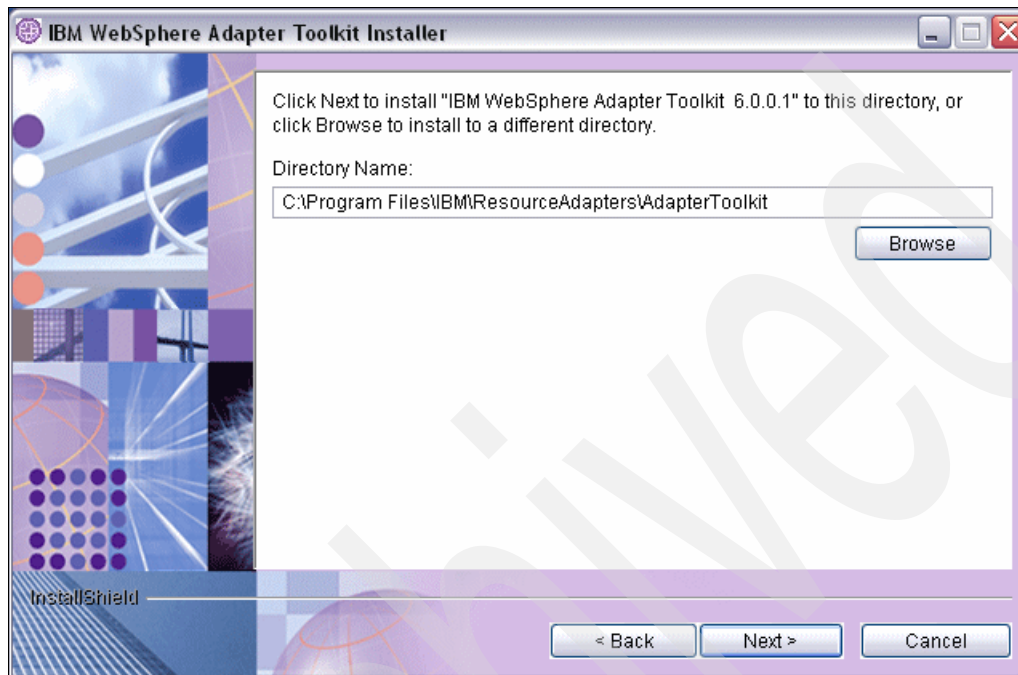 IBM WebSphere Adapter Toolkit Installer
Click Next to install "IBM WebSphere Adapter Toolkit 6.0.0.1" to this directory, or
click Browse to install to a different directory.
Directory Name:
C:\Program Files\IBM\ResourceAdapters\AdapterToolkit
Browse
InstallShield
< Back
Next >
Cancel